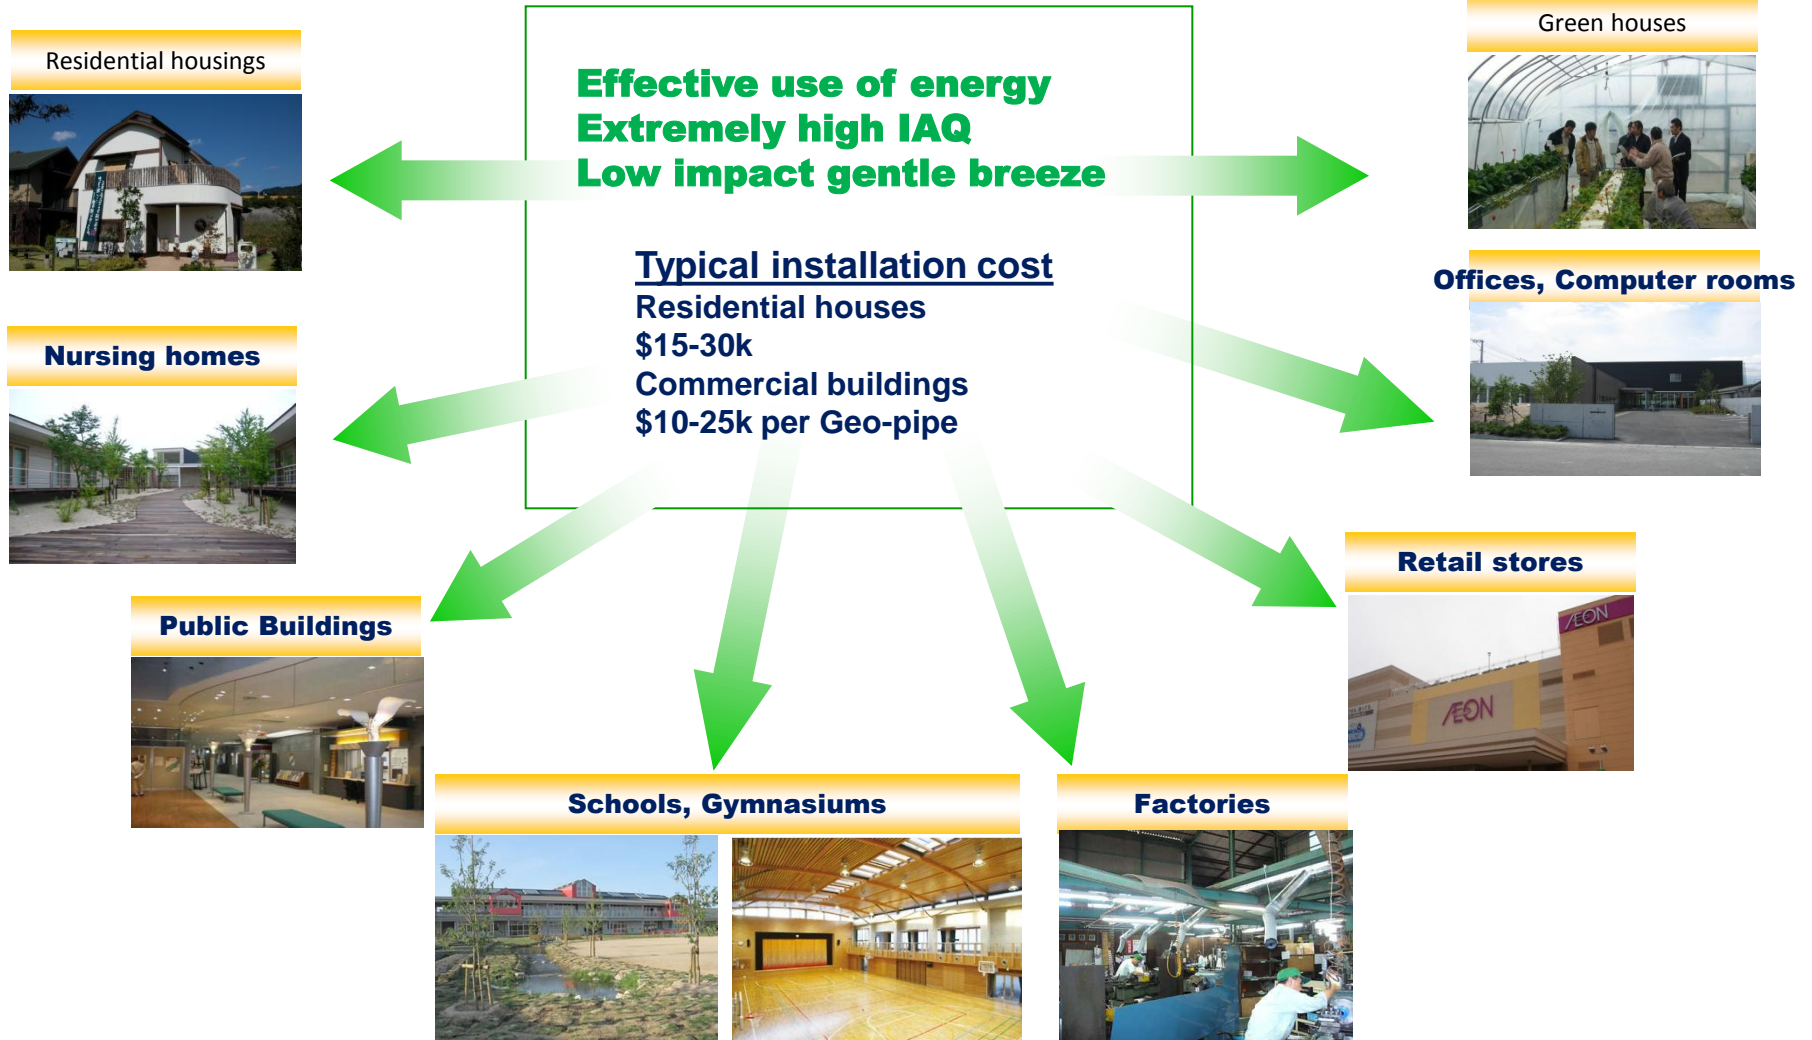 Residential housings
Effective use of energy
Extremely high IAQ
Low impact gentle breeze
Green houses
Typical installation cost
Residential houses
$15-30k
Commercial buildings
$10-25k per Geo-pipe
Offices, Computer rooms
Nursing homes
Retail stores
Public Buildings
ÆON
ÆON
Schools, Gymnasiums
Factories